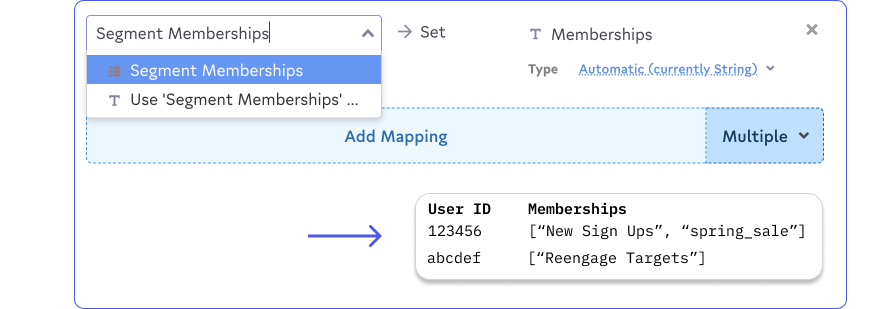 Segment Memberships
Set
Memberships
Segment Memberships
Type Automatic (currently String)
Use 'Segment Memberships' ...
Add Mapping
Multiple
User ID Memberships
123456 [“New Sign Ups”, “spring_sale”]
abcdef [“Reengage Targets”]